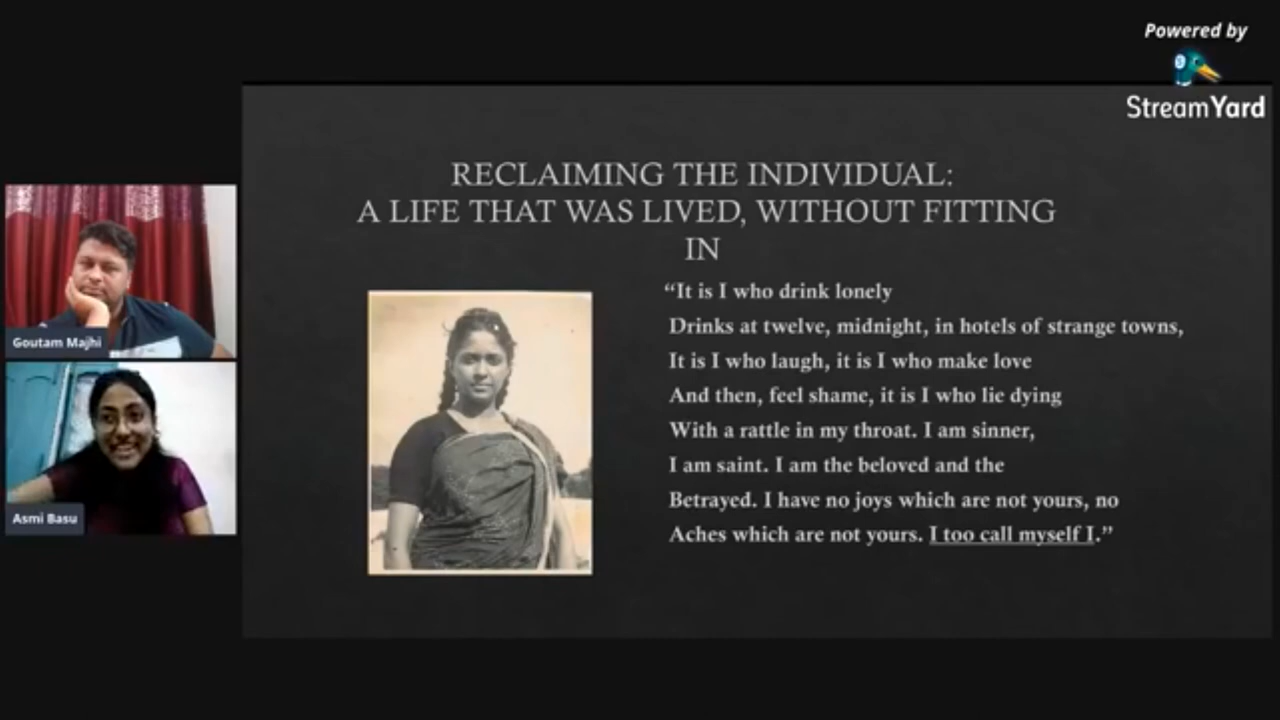 Powered by
StreamYard
RECLAIMING THE INDIVIDUAL:
A LIFE THAT WAS LIVED, WITHOUT FITTING
IN
“It is I who drink lonely
Drinks at twelve, midnight, in hotels of strange towns,
It is I who laugh, it is I who make love
And then, feel shame, it is I who lie dying
With a rattle in my throat. I am sinner,
I am saint. I am the beloved and the
Betrayed. I have no joys which are not yours, no
Aches which are not yours. I too call myself I.”
Goutam Majhi
Asmi Basu